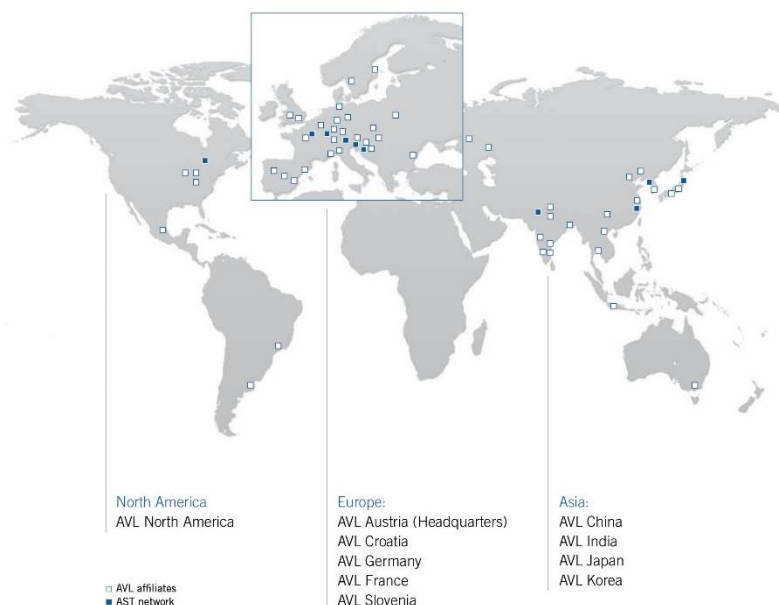 North America
AVL North America
Europe:
AVL Austria (Headquarters)
AVL Croatia
AVL Germany
AVL France
AVL Slovenia
Asia:
AVL China
AVL India
AVL Japan
AVL Korea
AVL affiliates
AST network